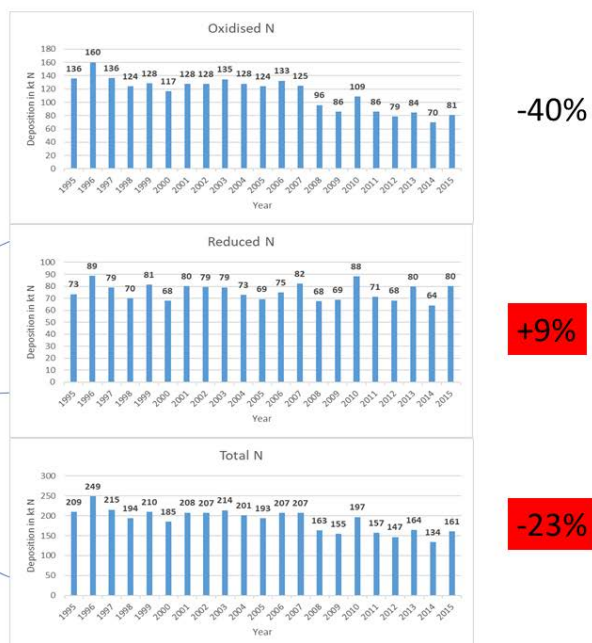 Oxidised N
Deposition in kt N
180
160
140
120
100
80
60
40
20
0
136 160 136 124 128 117 128 128 135 128 124 133 125 96 86 109 86 79 84 70 81
1995 1996 1997 1998 1999 2000 2001 2002 2003 2004 2005 2006 2007 2008 2009 2010 2011 2012 2013 2014 2015
Year
-40%
Reduced N
Deposition in kt N
100
90
80
70
60
50
40
30
20
10
0
73 89 79 70 81 68 80 79 79 73 69 75 82 68 69 88 71 68 80 64 80
1995 1996 1997 1998 1999 2000 2001 2002 2003 2004 2005 2006 2007 2008 2009 2010 2011 2012 2013 2014 2015
Year
+9%
Total N
Deposition in kt N
300
250
200
150
100
50
0
209 249 215 194 210 185 208 207 214 201 193 207 207 163 155 197 157 147 164 134 161
1995 1996 1997 1998 1999 2000 2001 2002 2003 2004 2005 2006 2007 2008 2009 2010 2011 2012 2013 2014 2015
Year
-23%